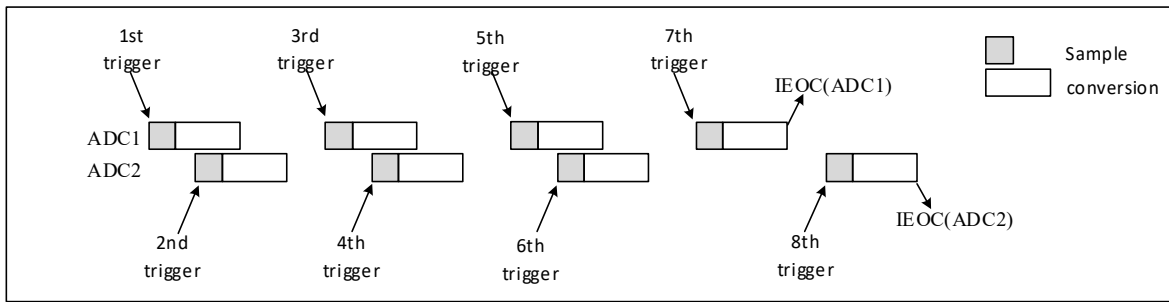 1st
trigger
3rd
trigger
5th
trigger
7th
trigger
Sample
conversion
IEOC(ADC1)
ADC1
ADC2
2nd
trigger
4th
trigger
6th
trigger
8th
trigger
IEOC(ADC2)